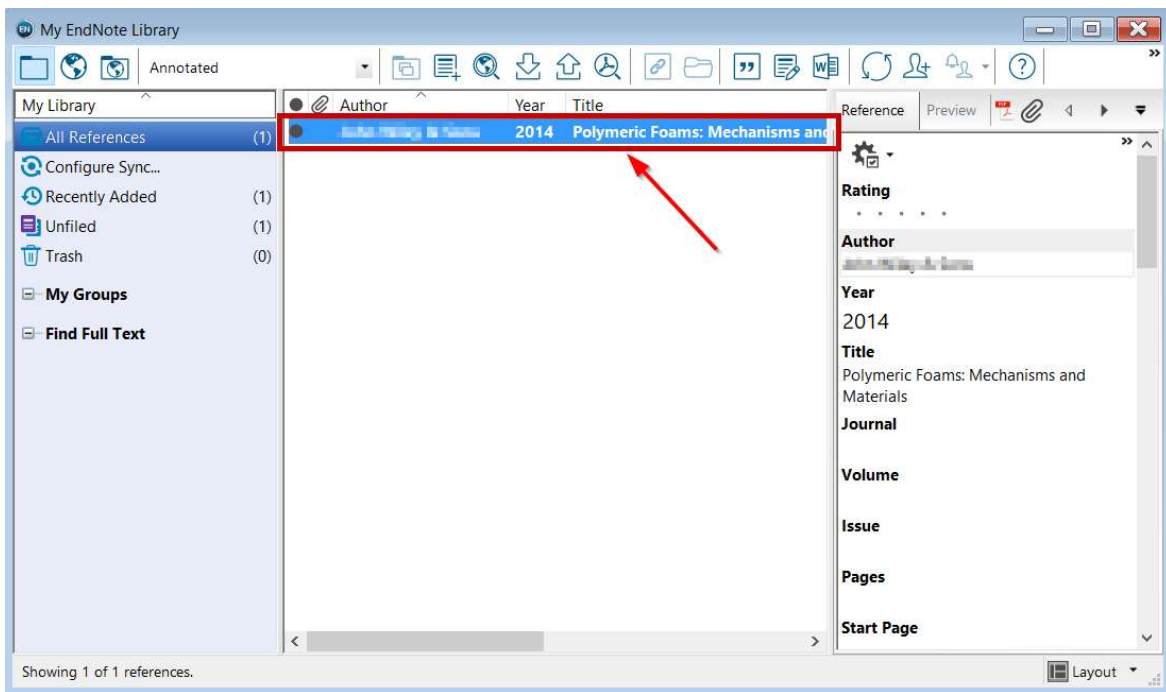 EN My EndNote Library
Annotated
My Library
All References (1)
Configure Sync...
Recently Added (1)
Unfiled (1)
Trash (0)
My Groups
Find Full Text
Author Year Title
2014 Polymeric Foams: Mechanisms and
Reference Preview
Rating
Author
Year
2014
Title
Polymeric Foams: Mechanisms and
Materials
Journal
Volume
Issue
Pages
Start Page
Showing 1 of 1 references.
Layout